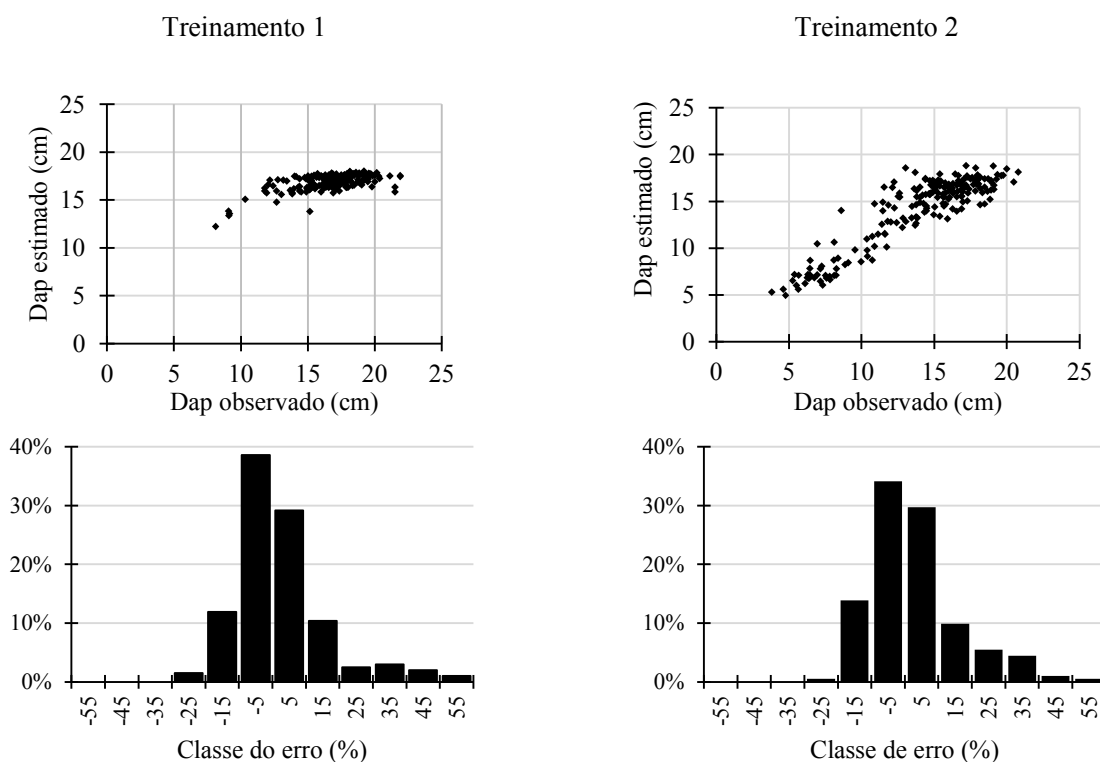 Treinamento 1
Treinamento 2
Dap estimado (cm)
25
20
15
10
5
0
0 5 10 15 20 25
Dap observado (cm)
Dap estimado (cm)
25
20
15
10
5
0
0 5 10 15 20 25
Dap observado (cm)
40%
30%
20%
10%
0%
-55 -45 -35 -25 -15 -5 5 15 25 35 45 55
Classe do erro (%)
40%
30%
20%
10%
0%
-55 -45 -35 -25 -15 -5 5 15 25 35 45 55
Classe de erro (%)